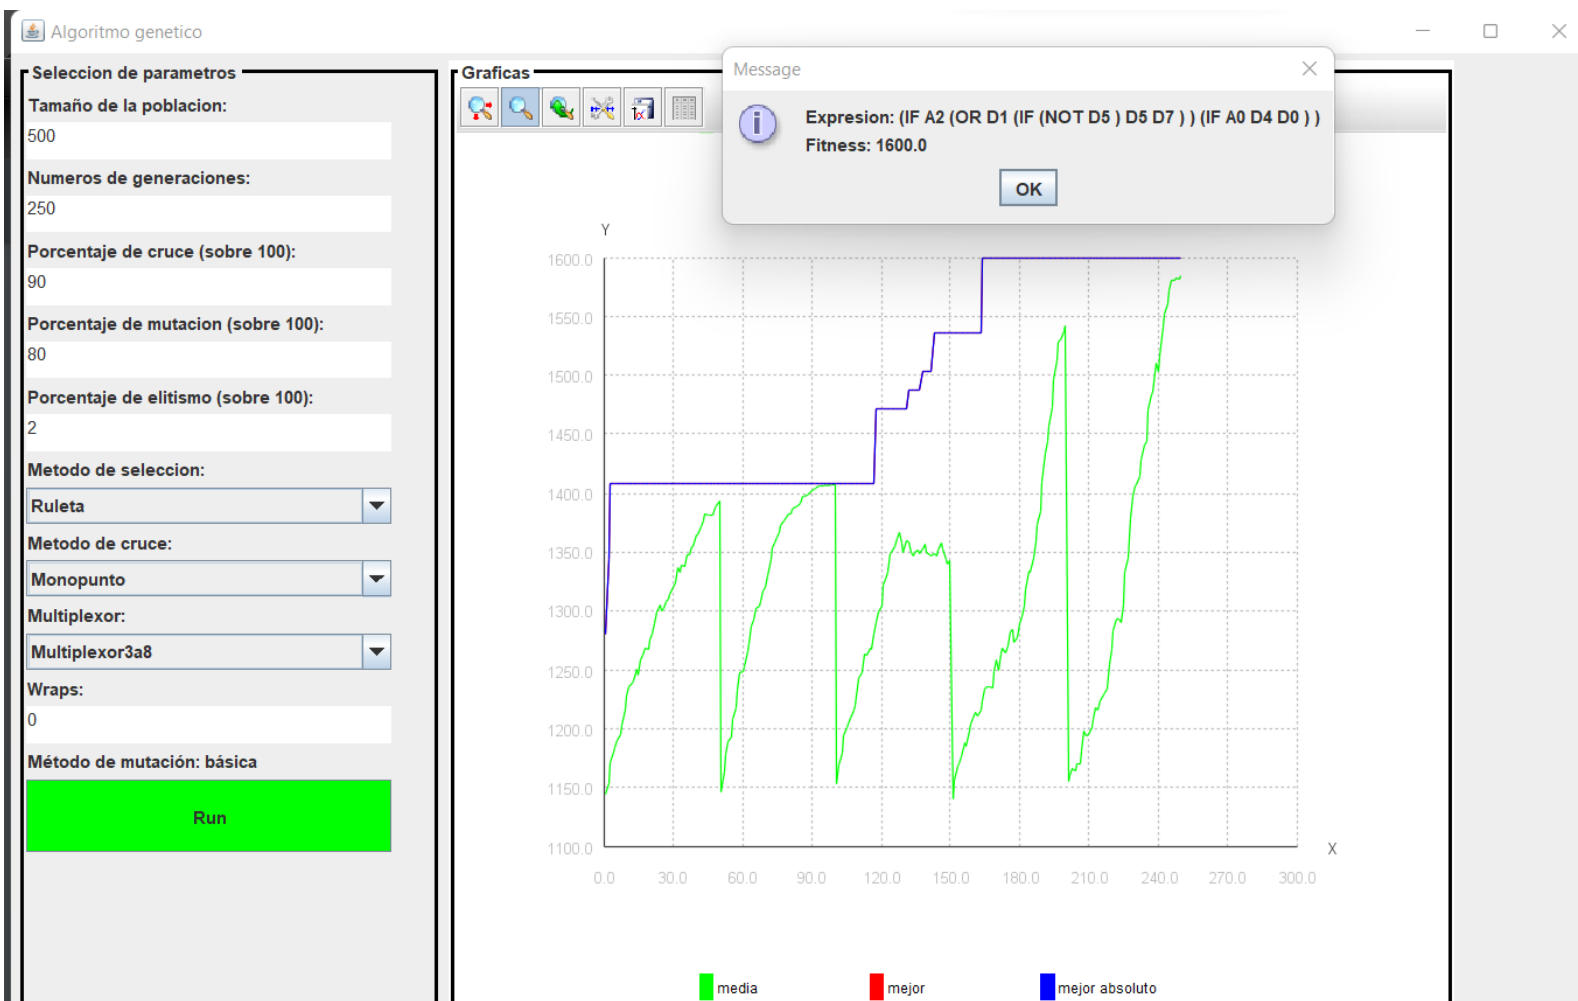 Algoritmo genetico
Seleccion de parametros
Tamaño de la poblacion:
500
Numeros de generaciones:
250
Porcentaje de cruce (sobre 100):
90
Porcentaje de mutacion (sobre 100):
80
Porcentaje de elitismo (sobre 100):
2
Metodo de seleccion:
Ruleta
Metodo de cruce:
Monopunto
Multiplexor:
Multiplexor3a8
Wraps:
0
Método de mutación: básica
Run
Graficas
Message
Expresion: (IF A2 (OR D1 (IF (NOT D5 ) D5 D7 ) ) (IF A0 D4 D0 ) )
Fitness: 1600.0
OK
Y
1600.0
1550.0
1500.0
1450.0
1400.0
1350.0
1300.0
1250.0
1200.0
1150.0
1100.0
X
0.0 30.0 60.0 90.0 120.0 150.0 180.0 210.0 240.0 270.0 300.0
media mejor mejor absoluto